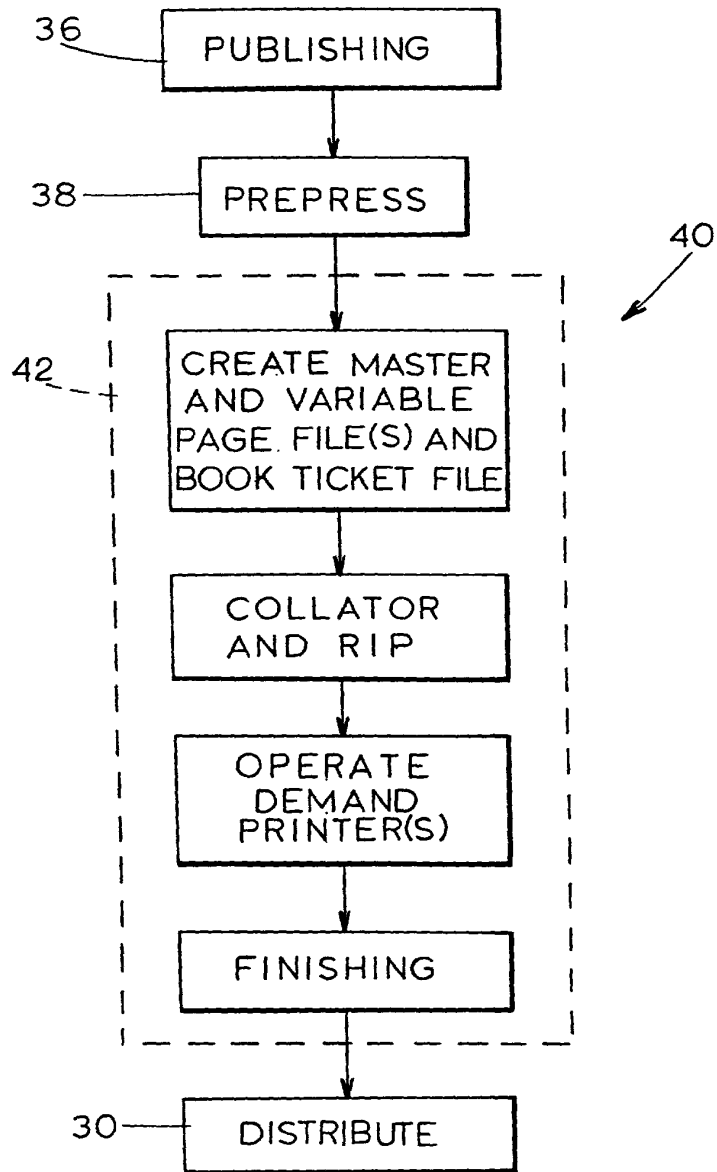 36
PUBLISHING
38
PREPRESS
40
42
CREATE MASTER
AND VARIABLE
PAGE. FILE(S) AND
BOOK TICKET FILE
COLLATOR
AND RIP
OPERATE
DEMAND
PRINTER(S)
FINISHING
30
DISTRIBUTE